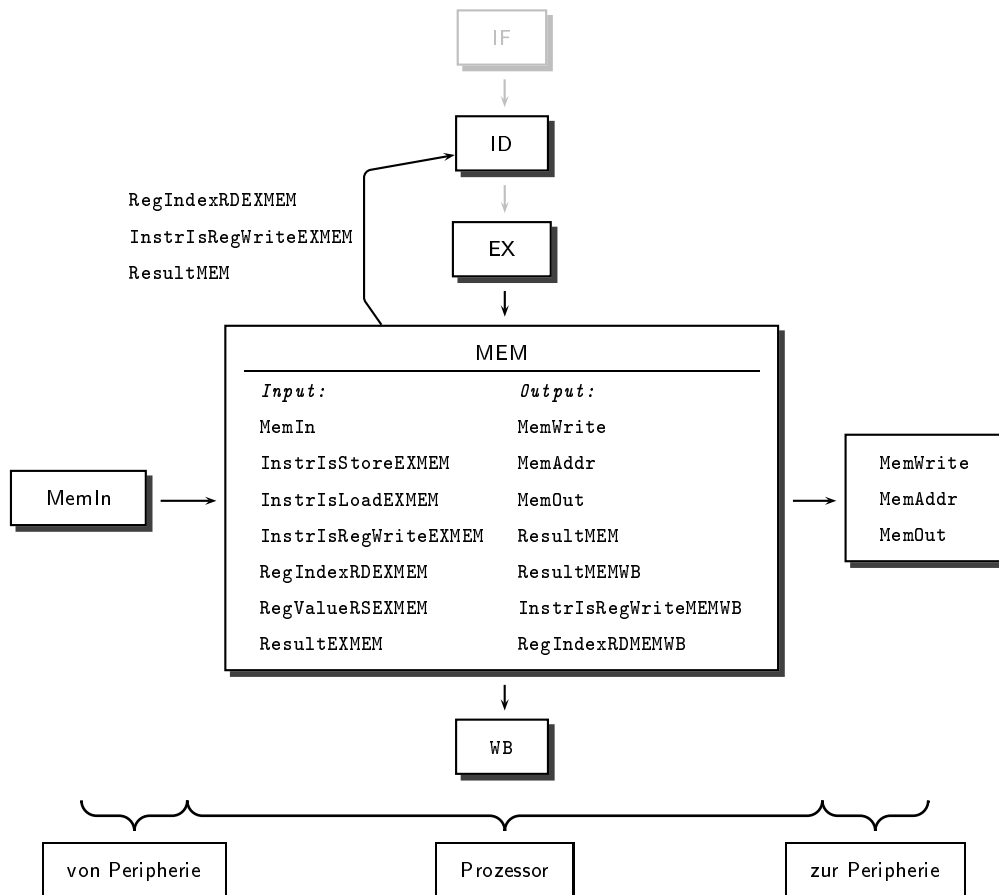 IF
ID
RegIndexRDEXMEM
InstrIsRegWriteEXMEM
ResultMEM
EX
MEM
Input: Output:
MemIn MemWrite
InstrIsStoreEXMEM MemAddr
InstrIsLoadEXMEM MemOut
InstrIsRegWriteEXMEM ResultMEM
RegIndexRDEXMEM ResultMEMWB
RegValueRSEXMEM InstrIsRegWriteMEMWB
ResultEXMEM RegIndexRDMEMWB
MemIn
MemWrite
MemAddr
MemOut
WB
von Peripherie
Prozessor
zur Peripherie